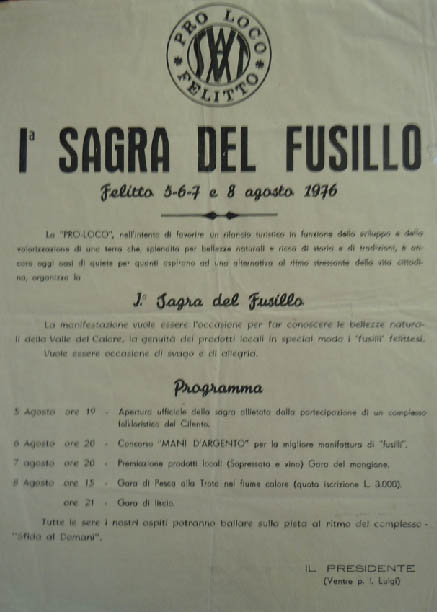 PRO LOCO
FELITTO
Iª SAGRA DEL FUSILLO
Felitto 5-6-7 e 8 agosto 1976
La "PRO-LOCO", nell'intento di favorire un rilancio turistico in funzione dello sviluppo e della
valorizzazione di una terra che, splendida per bellezze naturali e ricca di storia e di tradizioni, è an-
cora oggi oasi di quiete per quanti aspirano ad una alternativa al ritmo stressante della vita cittadi-
na, organizza la
I.ª Sagra del Fusillo
La manifestazione vuole essere l'occasione per far conoscere le bellezze natura-
li della Valle del Calore, la genuità dei prodotti locali in special modo i "fusilli" felittesi.
Vuole essere occasione di svago e di allegria.
Programma
5 Agosto ore 19 - Apertura ufficiale della sagra allietata dalla partecipazione di un complesso
folkloristico del Cilento.
6 Agosto ore 20 - Concorso "MANI D'ARGENTO" per la migliore manifattura di "fusilli".
7 agosto ore 20 - Premiazione prodotti locali (Sopressata e vino) Gara del mangione.
8 Agosto ore 15 - Gara di Pesca alla Trota nel fiume calore (quota iscrizione L. 3.000).
ore 21 - Gara di liscio.
Tutte le sere i nostri ospiti potranno ballare sulla pista al ritmo del complesso -
"Sfida al Domani".
IL PRESIDENTE
(Ventre p. i. Luigi)